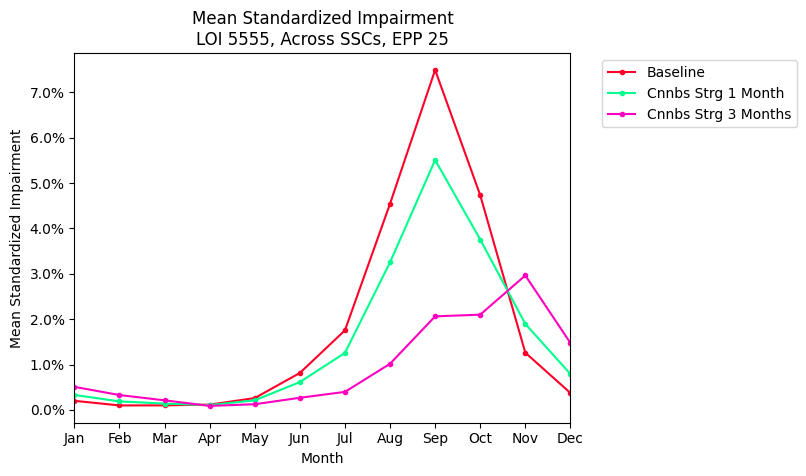 Mean Standardized Impairment
LOI 5555, Across SSCs, EPP 25
Baseline
Cnnbs Strg 1 Month
Cnnbs Strg 3 Months
Mean Standardized Impairment
7.0%
6.0%
5.0%
4.0%
3.0%
2.0%
1.0%
0.0%
Jan Feb Mar Apr May Jun Jul Aug Sep Oct Nov Dec
Month